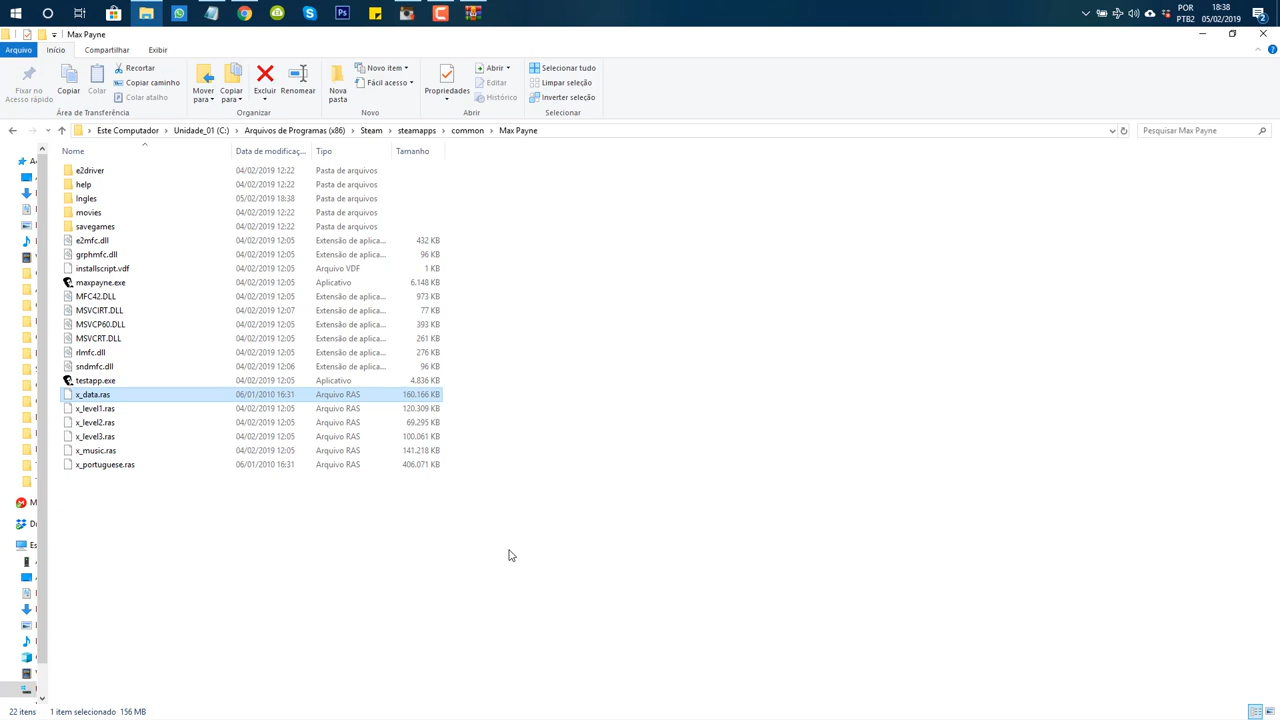 POR 18:38
PTB2 05/02/2019
Max Payne
Arquivo Início Compartilhar Exibir
Fixar no Acesso rápido
Copiar
Colar
Recortar
Copiar caminho
Colar atalho
Área de Transferência
Mover para
Copiar para
Excluir
Renomear
Organizar
Nova pasta
Novo item
Fácil acesso
Novo
Propriedades
Abrir
Editar
Histórico
Abrir
Selecionar tudo
Limpar seleção
Inverter seleção
Selecionar
Este Computador Unidade_01 (C:) Arquivos de Programas (x86) Steam steamapps common Max Payne
Pesquisar Max Payne
Nome Data de modificaç... Tipo Tamanho
e2driver 04/02/2019 12:22 Pasta de arquivos
help 04/02/2019 12:22 Pasta de arquivos
Ingles 05/02/2019 18:38 Pasta de arquivos
movies 04/02/2019 12:22 Pasta de arquivos
savegames 04/02/2019 12:22 Pasta de arquivos
e2mfc.dll 04/02/2019 12:05 Extensão de aplica... 432 KB
grphmfc.dll 04/02/2019 12:05 Extensão de aplica... 96 KB
installscript.vdf 04/02/2019 12:05 Arquivo VDF 1 KB
maxpayne.exe 04/02/2019 12:05 Aplicativo 6.148 KB
MFC42.DLL 04/02/2019 12:05 Extensão de aplica... 973 KB
MSVCIRT.DLL 04/02/2019 12:07 Extensão de aplica... 77 KB
MSVCP60.DLL 04/02/2019 12:05 Extensão de aplica... 393 KB
MSVCRT.DLL 04/02/2019 12:05 Extensão de aplica... 261 KB
rlmfc.dll 04/02/2019 12:05 Extensão de aplica... 276 KB
sndmfc.dll 04/02/2019 12:06 Extensão de aplica... 96 KB
testapp.exe 04/02/2019 12:05 Aplicativo 4.836 KB
x_data.ras 06/01/2010 16:31 Arquivo RAS 160.166 KB
x_level1.ras 04/02/2019 12:05 Arquivo RAS 120.309 KB
x_level2.ras 04/02/2019 12:05 Arquivo RAS 69.295 KB
x_level3.ras 04/02/2019 12:05 Arquivo RAS 100.061 KB
x_music.ras 04/02/2019 12:05 Arquivo RAS 141.218 KB
x_portuguese.ras 06/01/2010 16:31 Arquivo RAS 406.071 KB
22 itens 1 item selecionado 156 MB